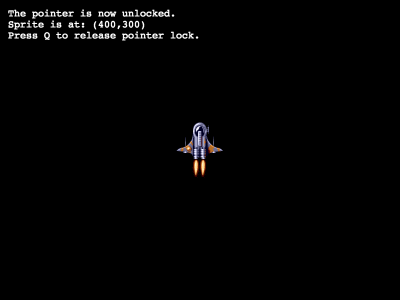 The pointer is now unlocked.
Sprite is at: (400,300)
Press Q to release pointer lock.